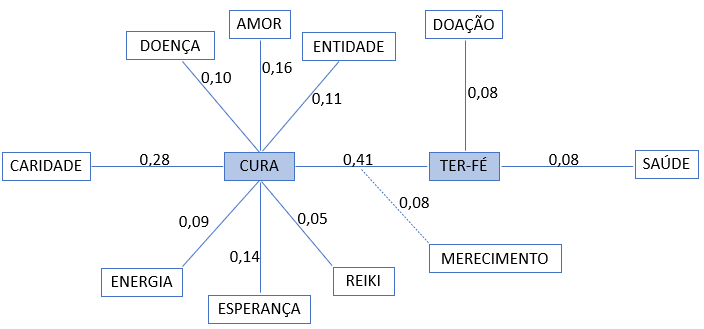 AMOR
DOAÇÃO
DOENÇA
ENTIDADE
0,10
0,16
0,11
0,08
CARIDADE
0,28
CURA
0,41
TER-FÉ
0,08
SAÚDE
0,09
0,14
0,05
0,08
MERECIMENTO
ENERGIA
ESPERANÇA
REIKI